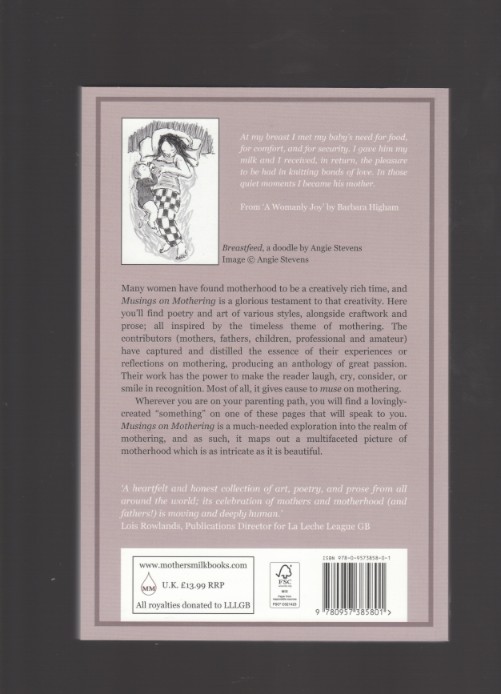 At my breast I met my baby's need for food,
for comfort, and for security. I gave him my
milk and I received, in return, the pleasure
to be had in knitting bonds of love. In those
quiet moments I became his mother.
From 'A Womanly Joy' by Barbara Higham
Breastfeed, a doodle by Angie Stevens
Image © Angie Stevens
Many women have found motherhood to be a creatively rich time, and
Musings on Mothering is a glorious testament to that creativity. Here
you'll find poetry and art of various styles, alongside craftwork and
prose; all inspired by the timeless theme of mothering. The
contributors (mothers, fathers, children, professional and amateur)
have captured and distilled the essence of their experiences or
reflections on mothering, producing an anthology of great passion.
Their work has the power to make the reader laugh, cry, consider, or
smile in recognition. Most of all, it gives cause to muse on mothering.
Wherever you are on your parenting path, you will find a lovingly-
created "something" on one of these pages that will speak to you.
Musings on Mothering is a much-needed exploration into the realm of
mothering, and as such, it maps out a multifaceted picture of
motherhood which is as intricate as it is beautiful.
'A heartfelt and honest collection of art, poetry, and prose from all
around the world; its celebration of mothers and motherhood (and
fathers!) is moving and deeply human.'
Lois Rowlands, Publications Director for La Leche League GB
www.mothersmilkbooks.com
MM
U.K. £13.99 RRP
All royalties donated to LLLGB
FSC
MIX
ISBN 978-0-9573858-0-1
9 780957 385801 >